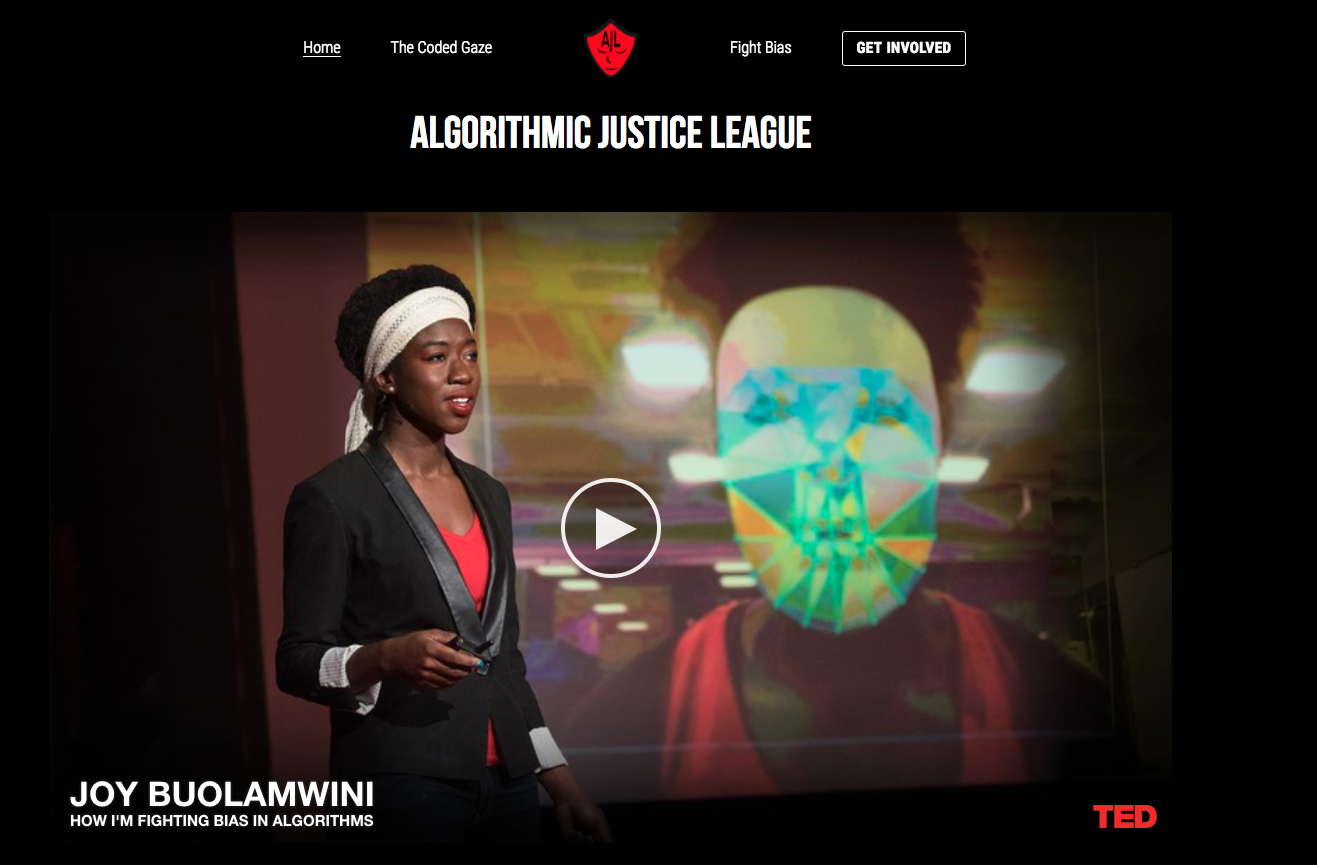 Home
The Coded Gaze
AJL
Fight Bias
GET INVOLVED
ALGORITHMIC JUSTICE LEAGUE
JOY BUOLAMWINI
HOW I'M FIGHTING BIAS IN ALGORITHMS
TED